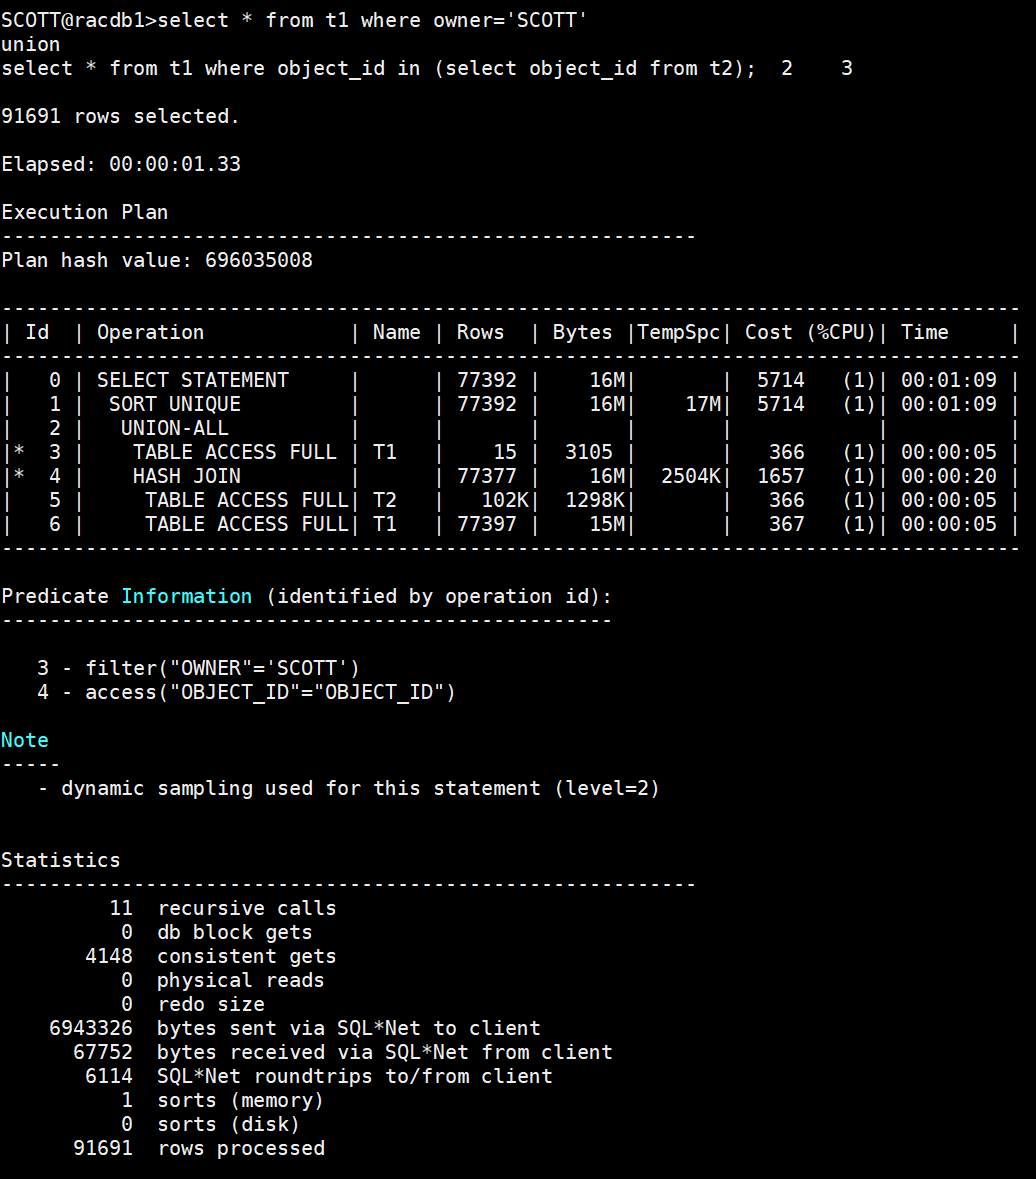 SCOTT@racdb1>select * from t1 where owner='SCOTT'
union
select * from t1 where object_id in (select object_id from t2);  2    3

91691 rows selected.

Elapsed: 00:00:01.33

Execution Plan
----------------------------------------------------------
Plan hash value: 696035008

-------------------------------------------------------------------------------------
| Id  | Operation            | Name | Rows  | Bytes |TempSpc| Cost (%CPU)| Time     |
-------------------------------------------------------------------------------------
|   0 | SELECT STATEMENT     |      | 77392 |    16M|       |  5714   (1)| 00:01:09 |
|   1 |  SORT UNIQUE         |      | 77392 |    16M|    17M|  5714   (1)| 00:01:09 |
|   2 |   UNION-ALL          |      |       |       |       |            |          |
|*  3 |    TABLE ACCESS FULL | T1   |    15 |  3105 |       |   366   (1)| 00:00:05 |
|*  4 |    HASH JOIN         |      | 77377 |    16M|  2504K|  1657   (1)| 00:00:20 |
|   5 |     TABLE ACCESS FULL| T2   |   102K|  1298K|       |   366   (1)| 00:00:05 |
|   6 |     TABLE ACCESS FULL| T1   | 77397 |    15M|       |   367   (1)| 00:00:05 |
-------------------------------------------------------------------------------------

Predicate Information (identified by operation id):
---------------------------------------------------

   3 - filter("OWNER"='SCOTT')
   4 - access("OBJECT_ID"="OBJECT_ID")

Note
-----
   - dynamic sampling used for this statement (level=2)


Statistics
----------------------------------------------------------
         11  recursive calls
          0  db block gets
       4148  consistent gets
          0  physical reads
          0  redo size
    6943326  bytes sent via SQL*Net to client
      67752  bytes received via SQL*Net from client
       6114  SQL*Net roundtrips to/from client
          1  sorts (memory)
          0  sorts (disk)
      91691  rows processed